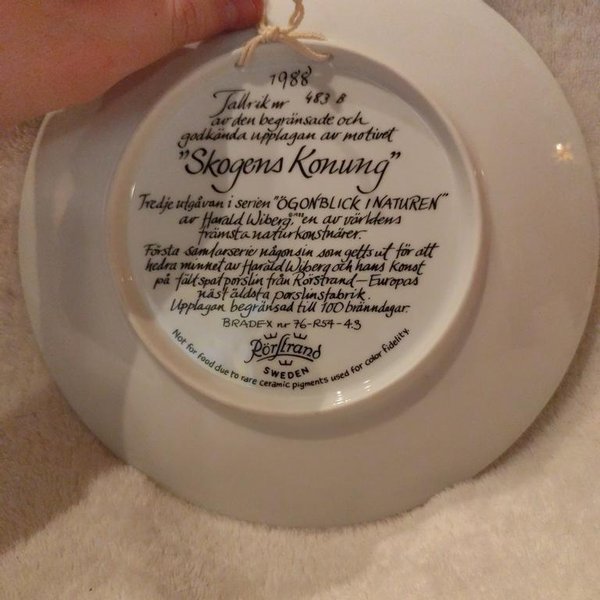 1988
Tallrik nr 483 B
av den begränsade och
godkända upplagan av motivet
"Skogens Konung"
Tredje utgåvan i serien "ÖGONBLICK I NATUREN"
av Harald Wiberg, en av världens
främsta naturkonstnärer.
Första samlarserie någonsin som getts ut för att
hedra minnet av Harald Wiberg och hans Konst
på fältspatporslin från Rörstrand–Europas
näst äldsta porslinsfabrik.
Upplagan begränsad till 100 bränndagar.
BRADEX nr 76-R54-4.3
Rörstrand
SWEDEN
Not for food due to rare ceramic pigments used for color fidelity.